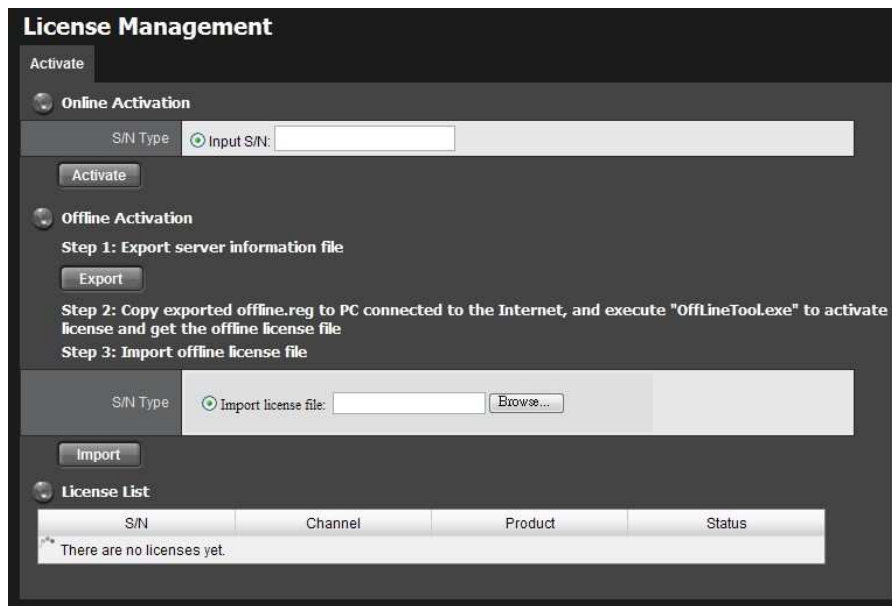 License Management
Activate
Online Activation
S/N Type
Input S/N:
Activate
Offline Activation
Step 1: Export server information file
Export
Step 2: Copy exported offline.reg to PC connected to the Internet, and execute "OffLineTool.exe" to activate
license and get the offline license file
Step 3: Import offline license file
S/N Type
Import license file:
Browse...
Import
License List
S/N Channel Product Status
There are no licenses yet.